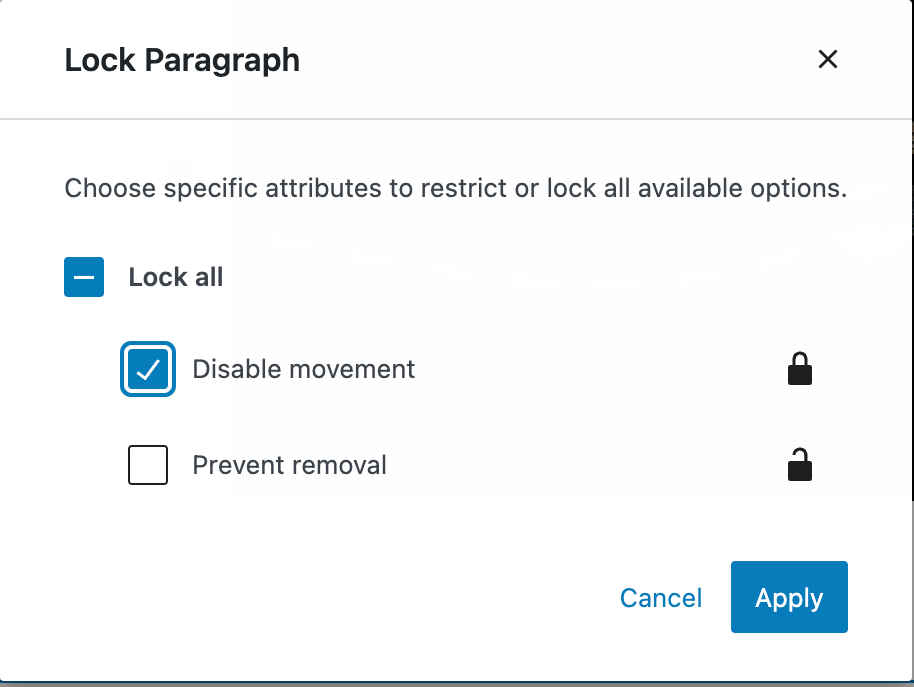 Lock Paragraph
Choose specific attributes to restrict or lock all available options.
Lock all
Disable movement
Prevent removal
Cancel Apply